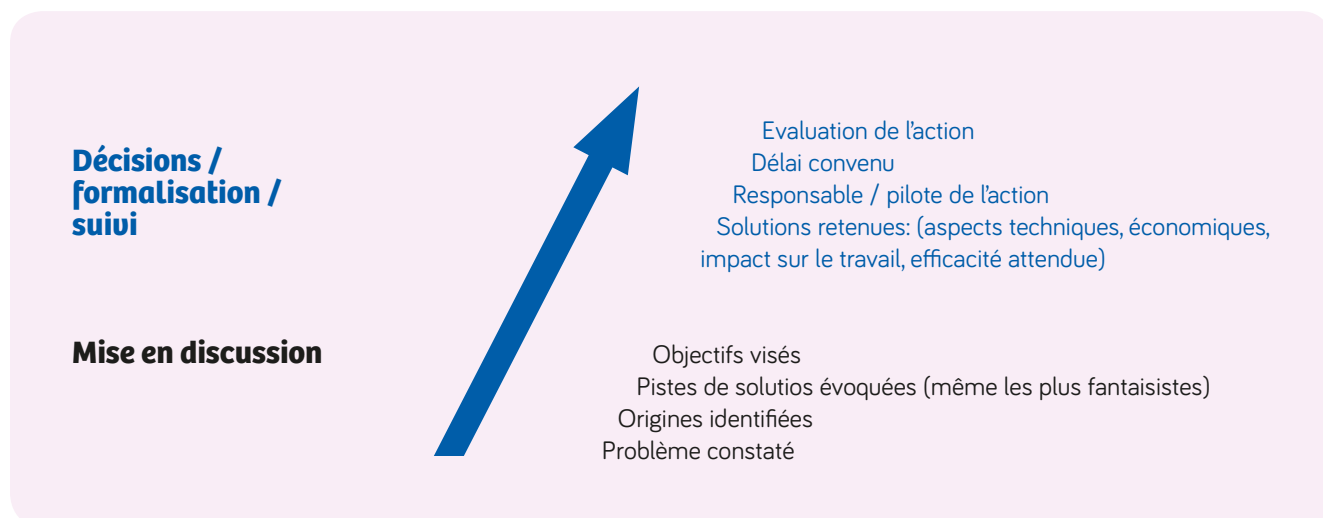 Décisions /
formalisation /
suivi
Evaluation de l'action
Délai convenu
Responsable / pilote de l'action
Solutions retenues: (aspects techniques, économiques,
impact sur le travail, efficacité attendue)
Mise en discussion
Objectifs visés
Pistes de solutios évoquées (même les plus fantaisistes)
Origines identifiées
Problème constaté